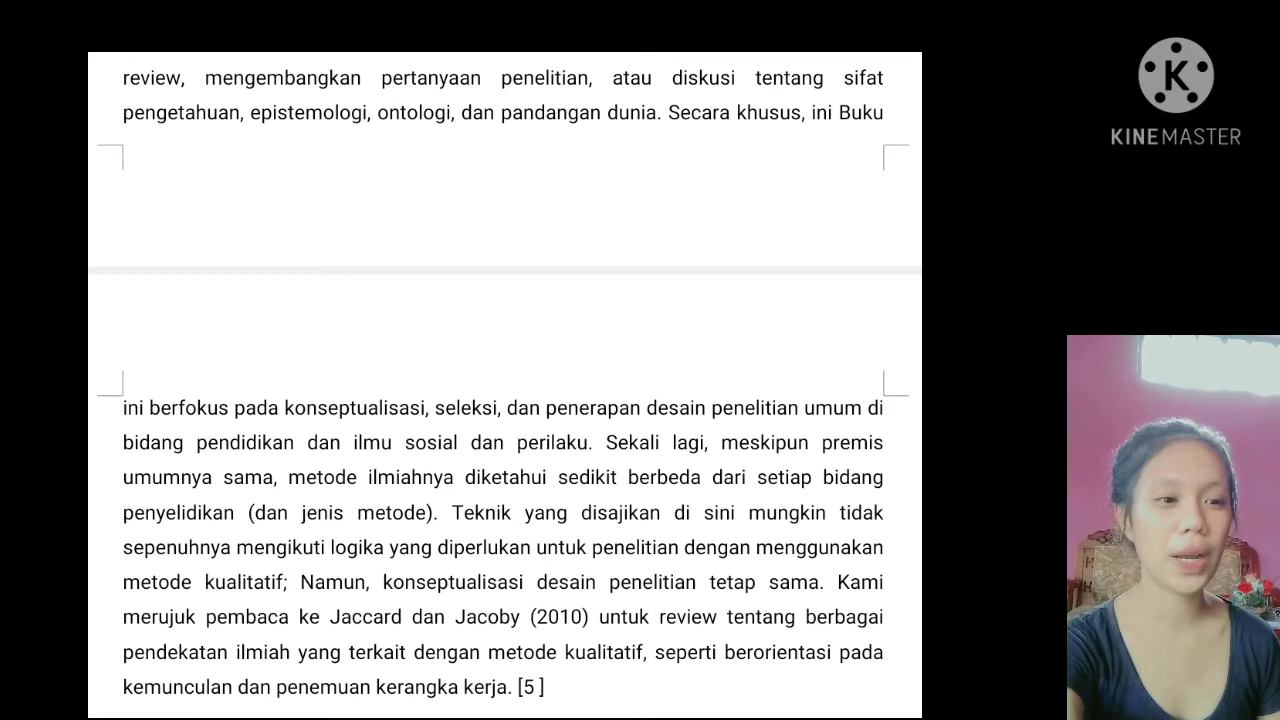 review, mengembangkan pertanyaan penelitian, atau diskusi tentang sifat
pengetahuan, epistemologi, ontologi, dan pandangan dunia. Secara khusus, ini Buku
ini berfokus pada konseptualisasi, seleksi, dan penerapan desain penelitian umum di
bidang pendidikan dan ilmu sosial dan perilaku. Sekali lagi, meskipun premis
umumnya sama, metode ilmiahnya diketahui sedikit berbeda dari setiap bidang
penyelidikan (dan jenis metode). Teknik yang disajikan di sini mungkin tidak
sepenuhnya mengikuti logika yang diperlukan untuk penelitian dengan menggunakan
metode kualitatif; Namun, konseptualisasi desain penelitian tetap sama. Kami
merujuk pembaca ke Jaccard dan Jacoby (2010) untuk review tentang berbagai
pendekatan ilmiah yang terkait dengan metode kualitatif, seperti berorientasi pada
kemunculan dan penemuan kerangka kerja. [5 ]
K
KINEMASTER